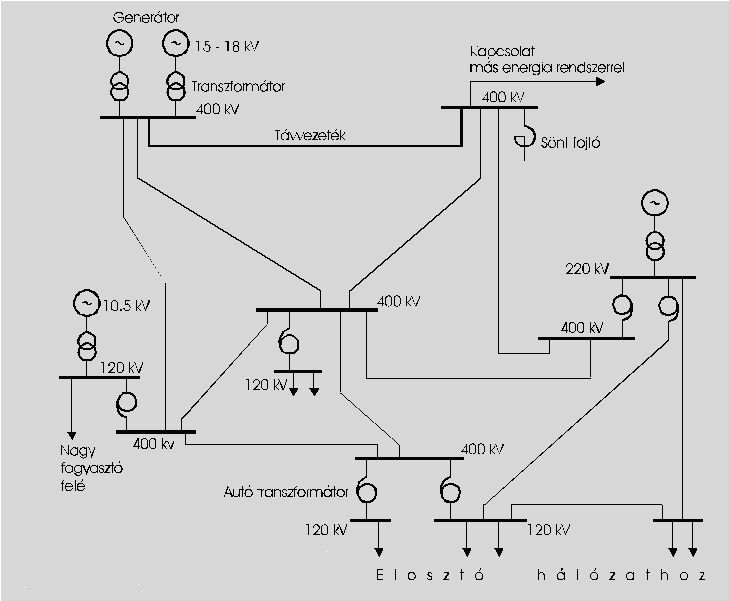 Generátor
15 - 18 kV
Transzformátor
400 kV
Kapcsolat
más energia rendszerrel
400 kV
Távvezeték
Sönt fojtó
220 kV
10.5 kV
400 kV
400 kV
120 kV
120 kV
400 kv
Nagy
fogyasztó
felé
400 kV
Autó transzformátor
120 kV
120 kV
Elosztó hálózathoz